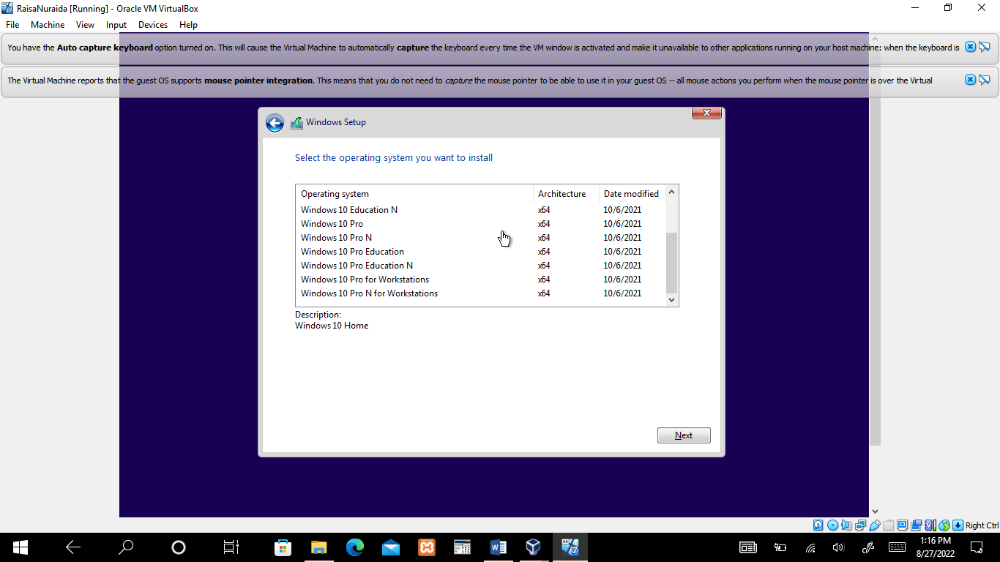 RaisaNuraida [Running] - Oracle VM VirtualBox
File Machine View Input Devices Help
You have the Auto capture keyboard option turned on. This will cause the Virtual Machine to automatically capture the keyboard every time the VM window is activated and make it unavailable to other applications running on your host machine: when the keyboard is
The Virtual Machine reports that the guest OS supports mouse pointer integration. This means that you do not need to capture the mouse pointer to be able to use it in your guest OS -- all mouse actions you perform when the mouse pointer is over the Virtual
Windows Setup
Select the operating system you want to install
Operating system Architecture Date modified
Windows 10 Education N x64 10/6/2021
Windows 10 Pro x64 10/6/2021
Windows 10 Pro N x64 10/6/2021
Windows 10 Pro Education x64 10/6/2021
Windows 10 Pro Education N x64 10/6/2021
Windows 10 Pro for Workstations x64 10/6/2021
Windows 10 Pro N for Workstations x64 10/6/2021
Description:
Windows 10 Home
Next
Right Ctrl
1:16 PM
8/27/2022